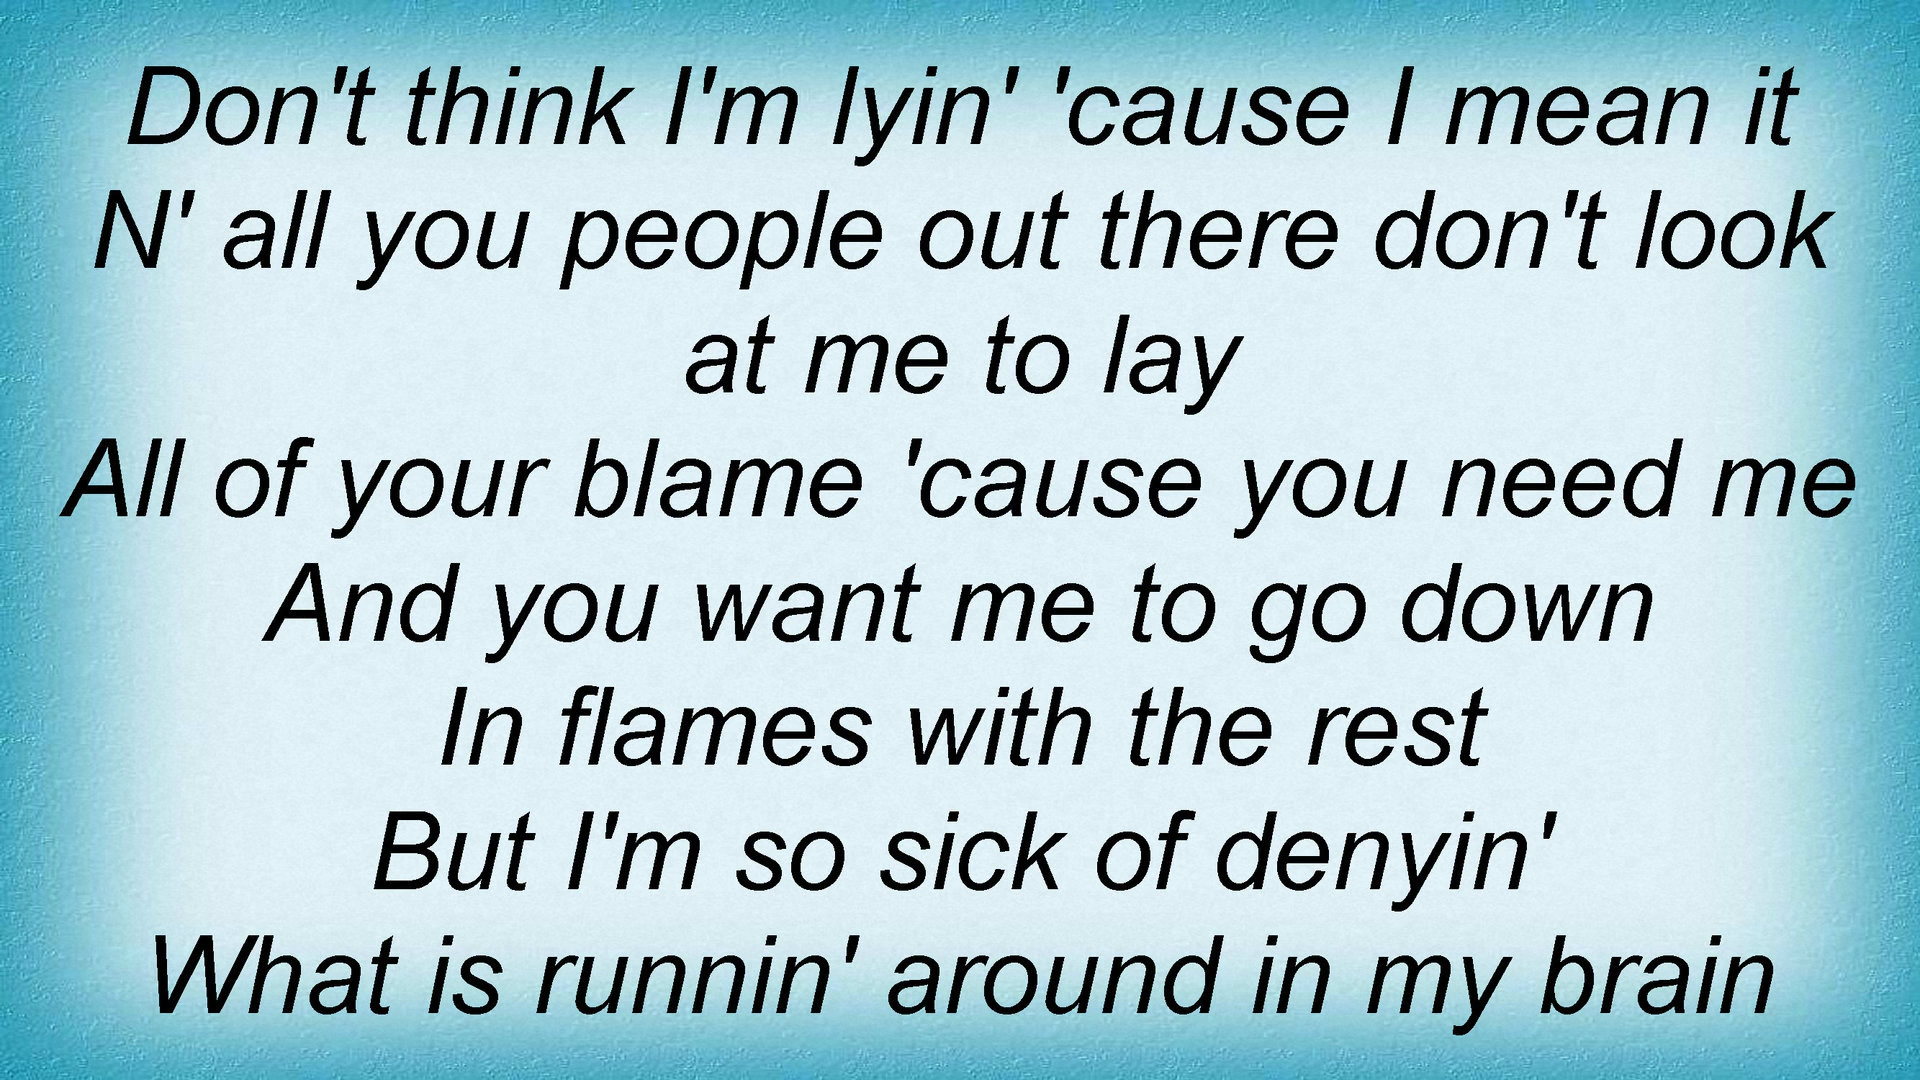 Don't think I'm lyin' 'cause I mean it
N' all you people out there don't look
at me to lay
All of your blame 'cause you need me
And you want me to go down
In flames with the rest
But I'm so sick of denyin'
What is runnin' around in my brain